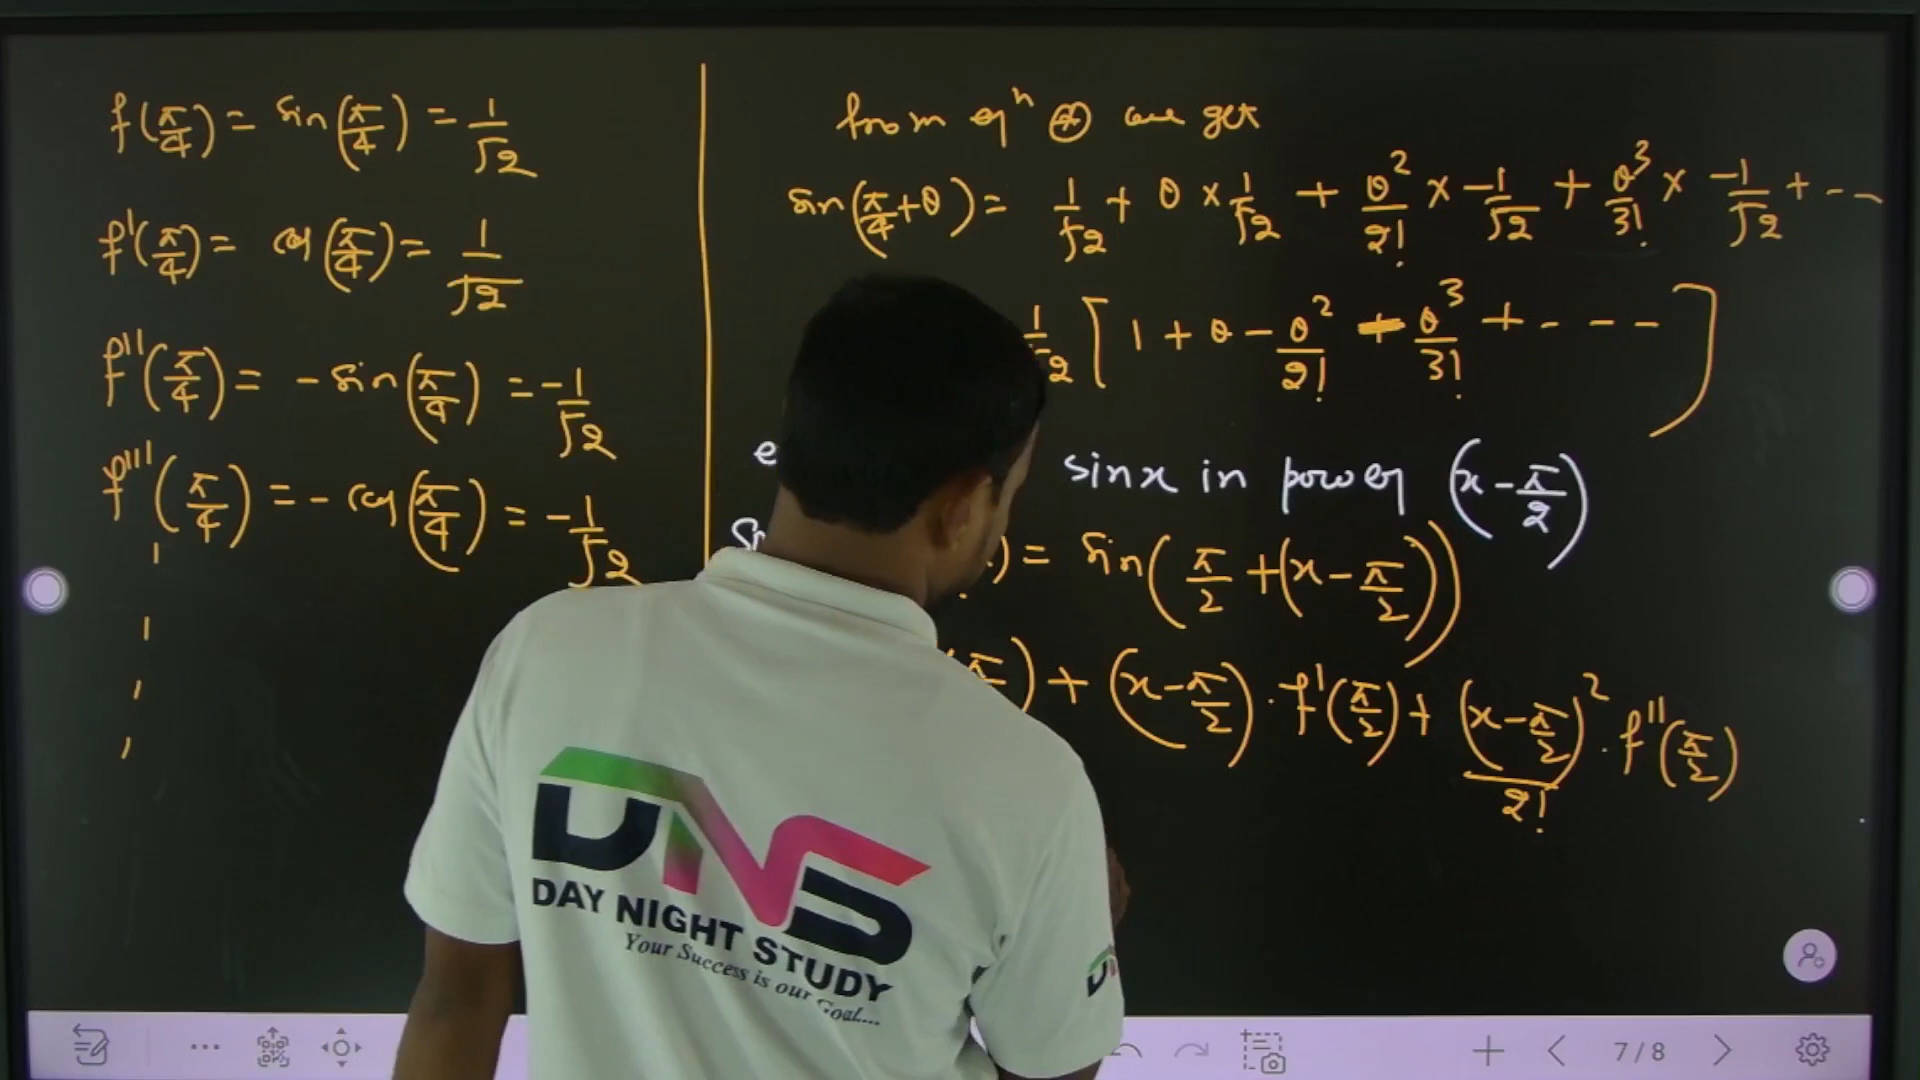 f(π/4) = sin(π/4) = 1/√2
f'(π/4) = cos(π/4) = 1/√2
f''(π/4) = -sin(π/4) = -1/√2
f'''(π/4) = -cos(π/4) = -1/√2
from eqⁿ ⊛ we get
sin(π/4+θ) = 1/√2 + θ × 1/√2 + θ²/2! × -1/√2 + θ³/3! × -1/√2 + ---
1/√2 [1 + θ - θ²/2! - θ³/3! + ----]
sinx in power (x-π/2)
) = sin(π/2 + (x-π/2))
π/2) + (x-π/2).f'(π/2) + (x-π/2)²/2! . f''(π/2)
DNS
DAY NIGHT STUDY
Your Success is our Goal....
7/8